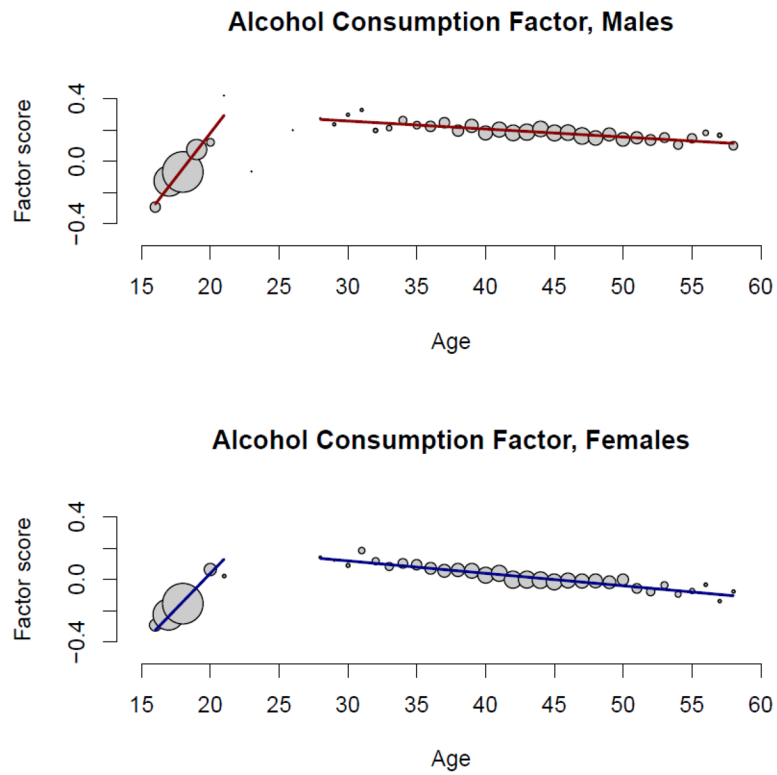 Alcohol Consumption Factor, Males
Factor score
0.4
0.0
−0.4
15 20 25 30 35 40 45 50 55 60
Age
Alcohol Consumption Factor, Females
Factor score
0.4
0.0
−0.4
15 20 25 30 35 40 45 50 55 60
Age